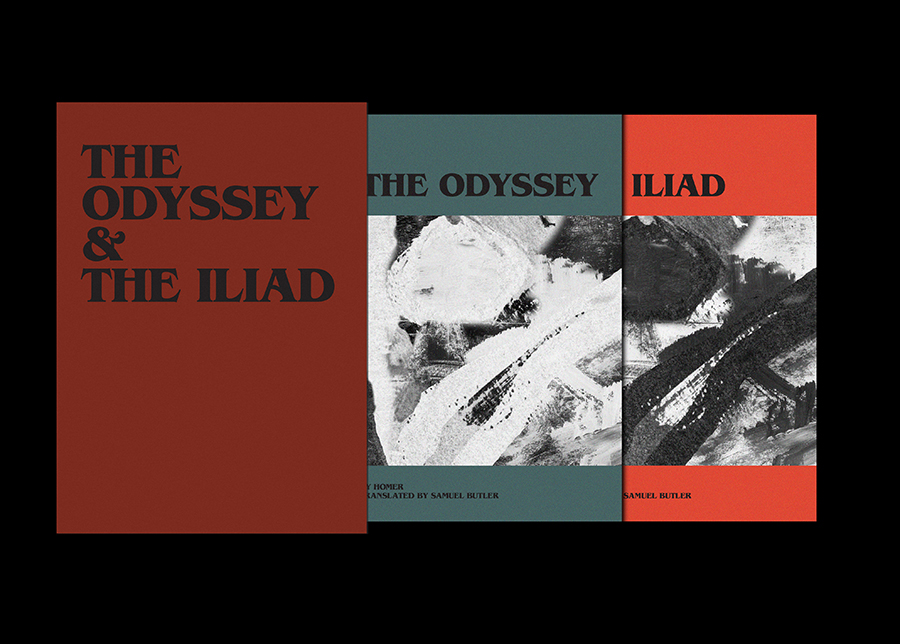 THE
ODYSSEY
&
THE ILIAD
THE ODYSSEY
Y HOMER
RANSLATED BY SAMUEL BUTLER
ILIAD
SAMUEL BUTLER